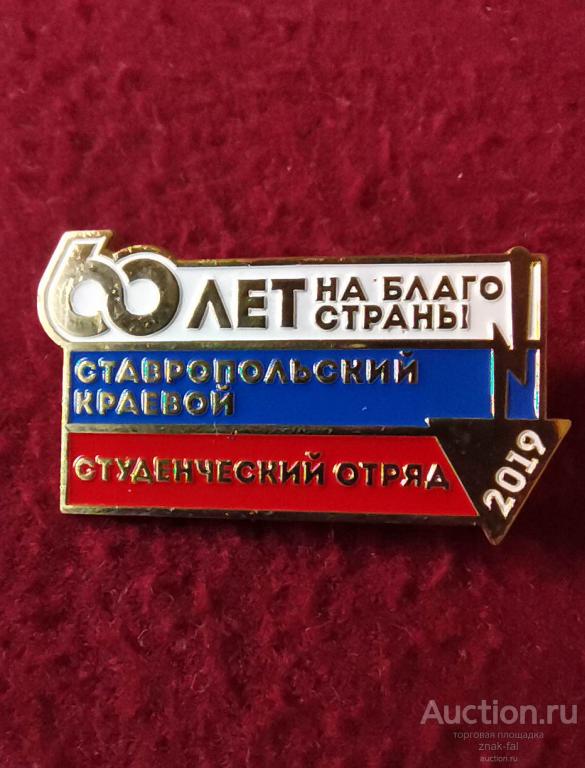 60 ЛЕТ НА БЛАГО
СТРАНЫ
СТАВРОПОЛЬСКИЙ
КРАЕВОЙ
СТУДЕНЧЕСКИЙ ОТРЯД
2019
Auction.ru
торговая площадка
znak-fal
auction.ru